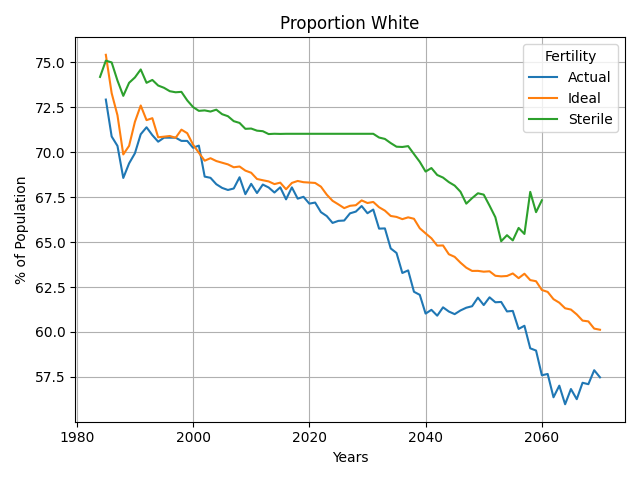 Proportion White
Fertility
Actual
Ideal
Sterile
75.0
72.5
70.0
67.5
65.0
62.5
60.0
57.5
% of Population
1980 2000 2020 2040 2060
Years